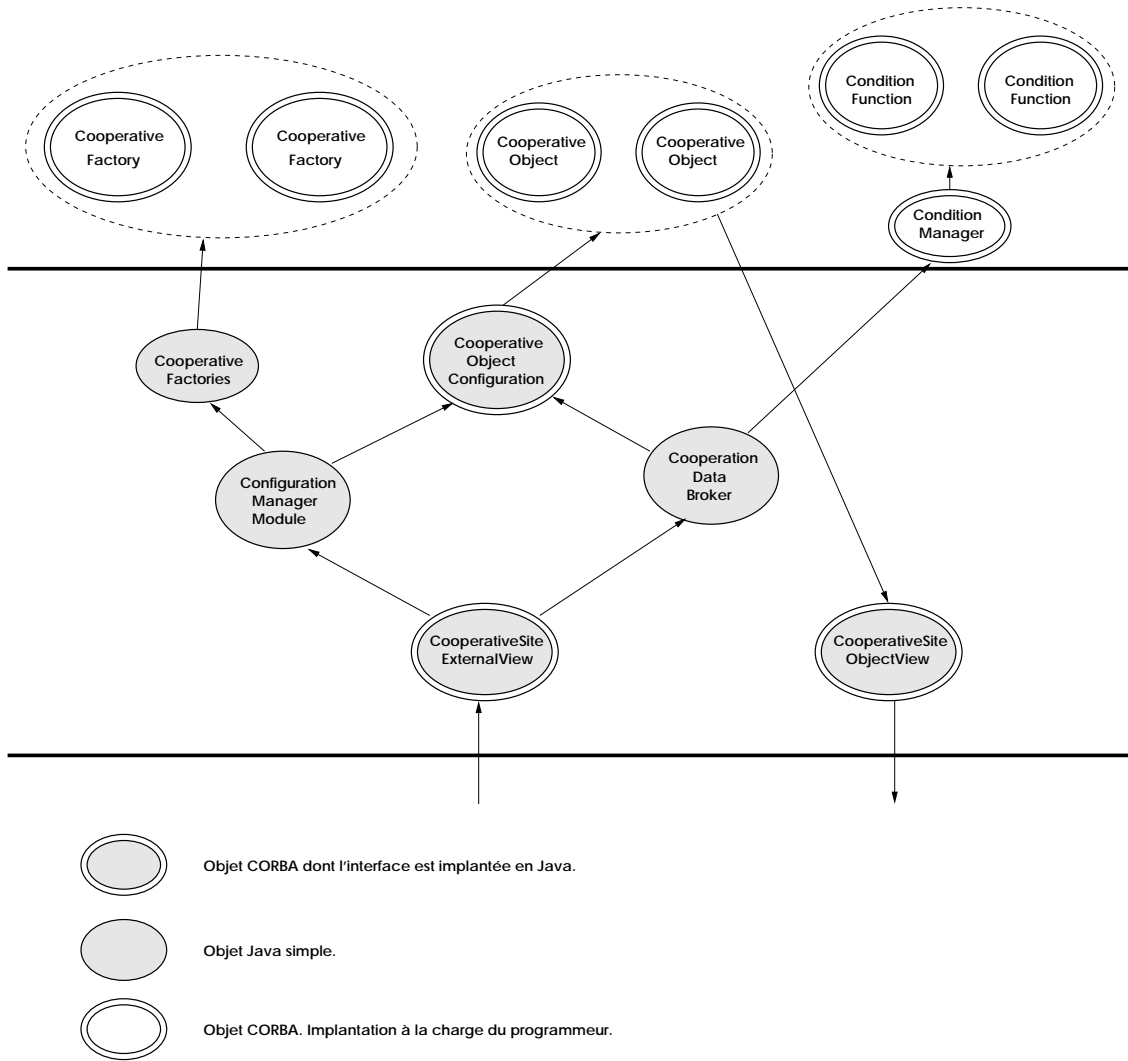 Condition
Function
Condition
Function
Cooperative
Factory
Cooperative
Factory
Cooperative
Object
Cooperative
Object
Condition
Manager
Cooperative
Factories
Cooperative
Object
Configuration
Configuration
Manager
Module
Cooperation
Data
Broker
CooperativeSite
ExternalView
CooperativeSite
ObjectView
Objet CORBA dont l'interface est implantée en Java.
Objet Java simple.
Objet CORBA. Implantation à la charge du programmeur.